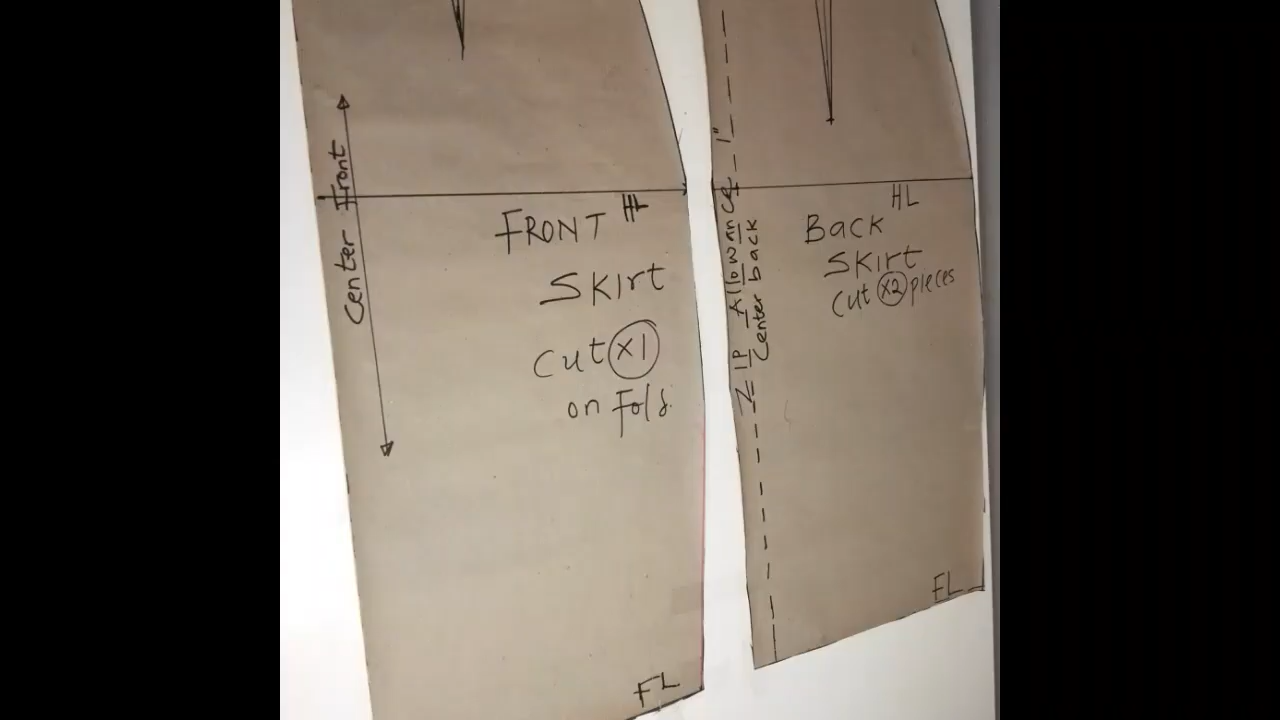 Center Front
FRONT HL
SKIrt
Cut X1
on Fold
FL
ZIP Allowance 1"
Center back
HL
Back
SKIrt
Cut X2 pieces
FL